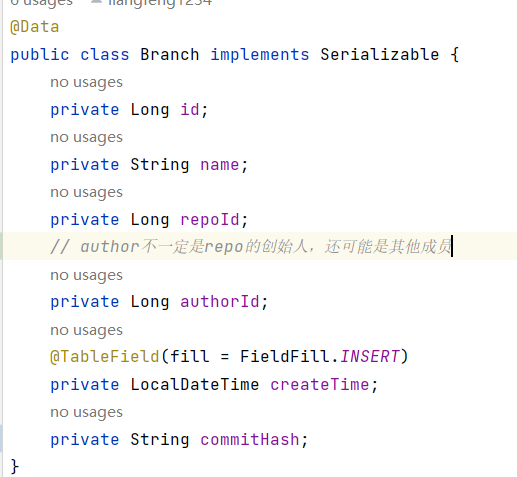 6 usages liangfeng1234
@Data
public class Branch implements Serializable {
no usages
private Long id;
no usages
private String name;
no usages
private Long repoId;
// author不一定是repo的创始人，还可能是其他成员
no usages
private Long authorId;
no usages
@TableField(fill = FieldFill.INSERT)
private LocalDateTime createTime;
no usages
private String commitHash;
}